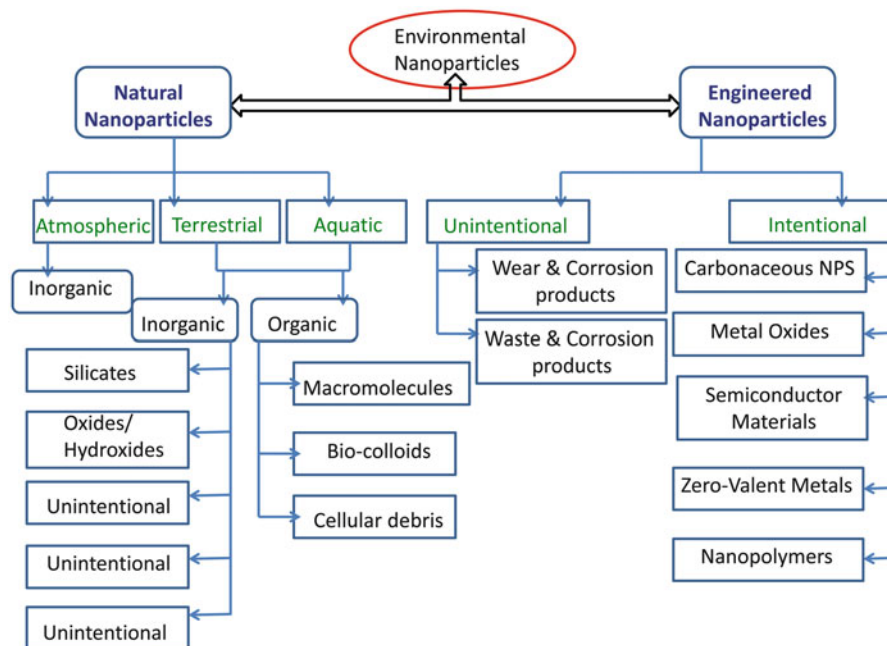 Environmental
Nanoparticles
Natural
Nanoparticles
Engineered
Nanoparticles
Atmospheric
Terrestrial
Aquatic
Unintentional
Intentional
Inorganic
Inorganic
Organic
Silicates
Oxides/
Hydroxides
Unintentional
Unintentional
Unintentional
Macromolecules
Bio-colloids
Cellular debris
Wear & Corrosion
products
Waste & Corrosion
products
Carbonaceous NPS
Metal Oxides
Semiconductor
Materials
Zero-Valent Metals
Nanopolymers